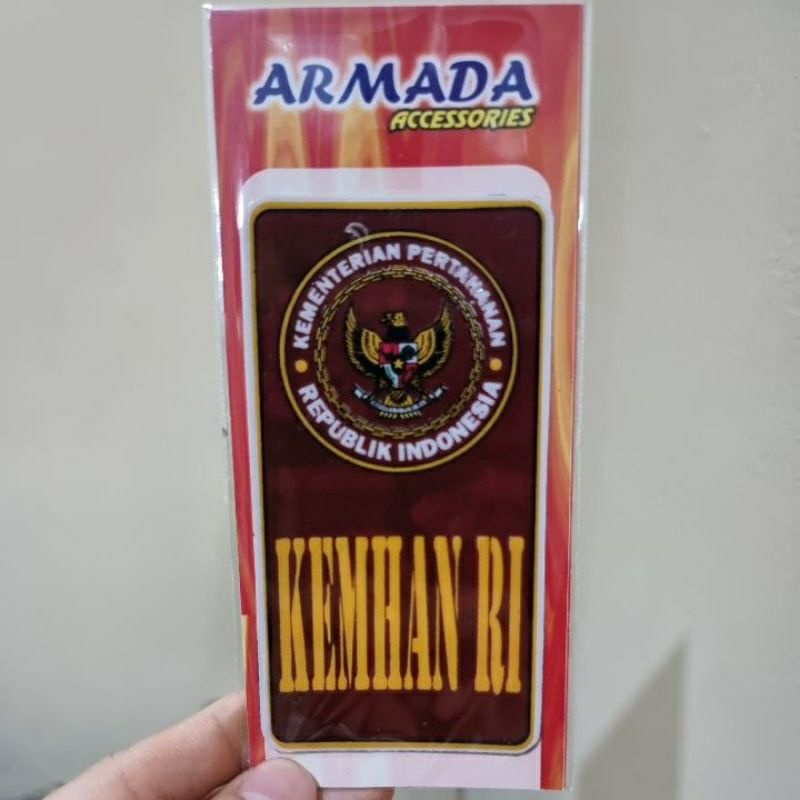 ARMADA
ACCESSORIES
KEMENTERIAN PERTAHANAN
REPUBLIK INDONESIA
KEMHAN RI